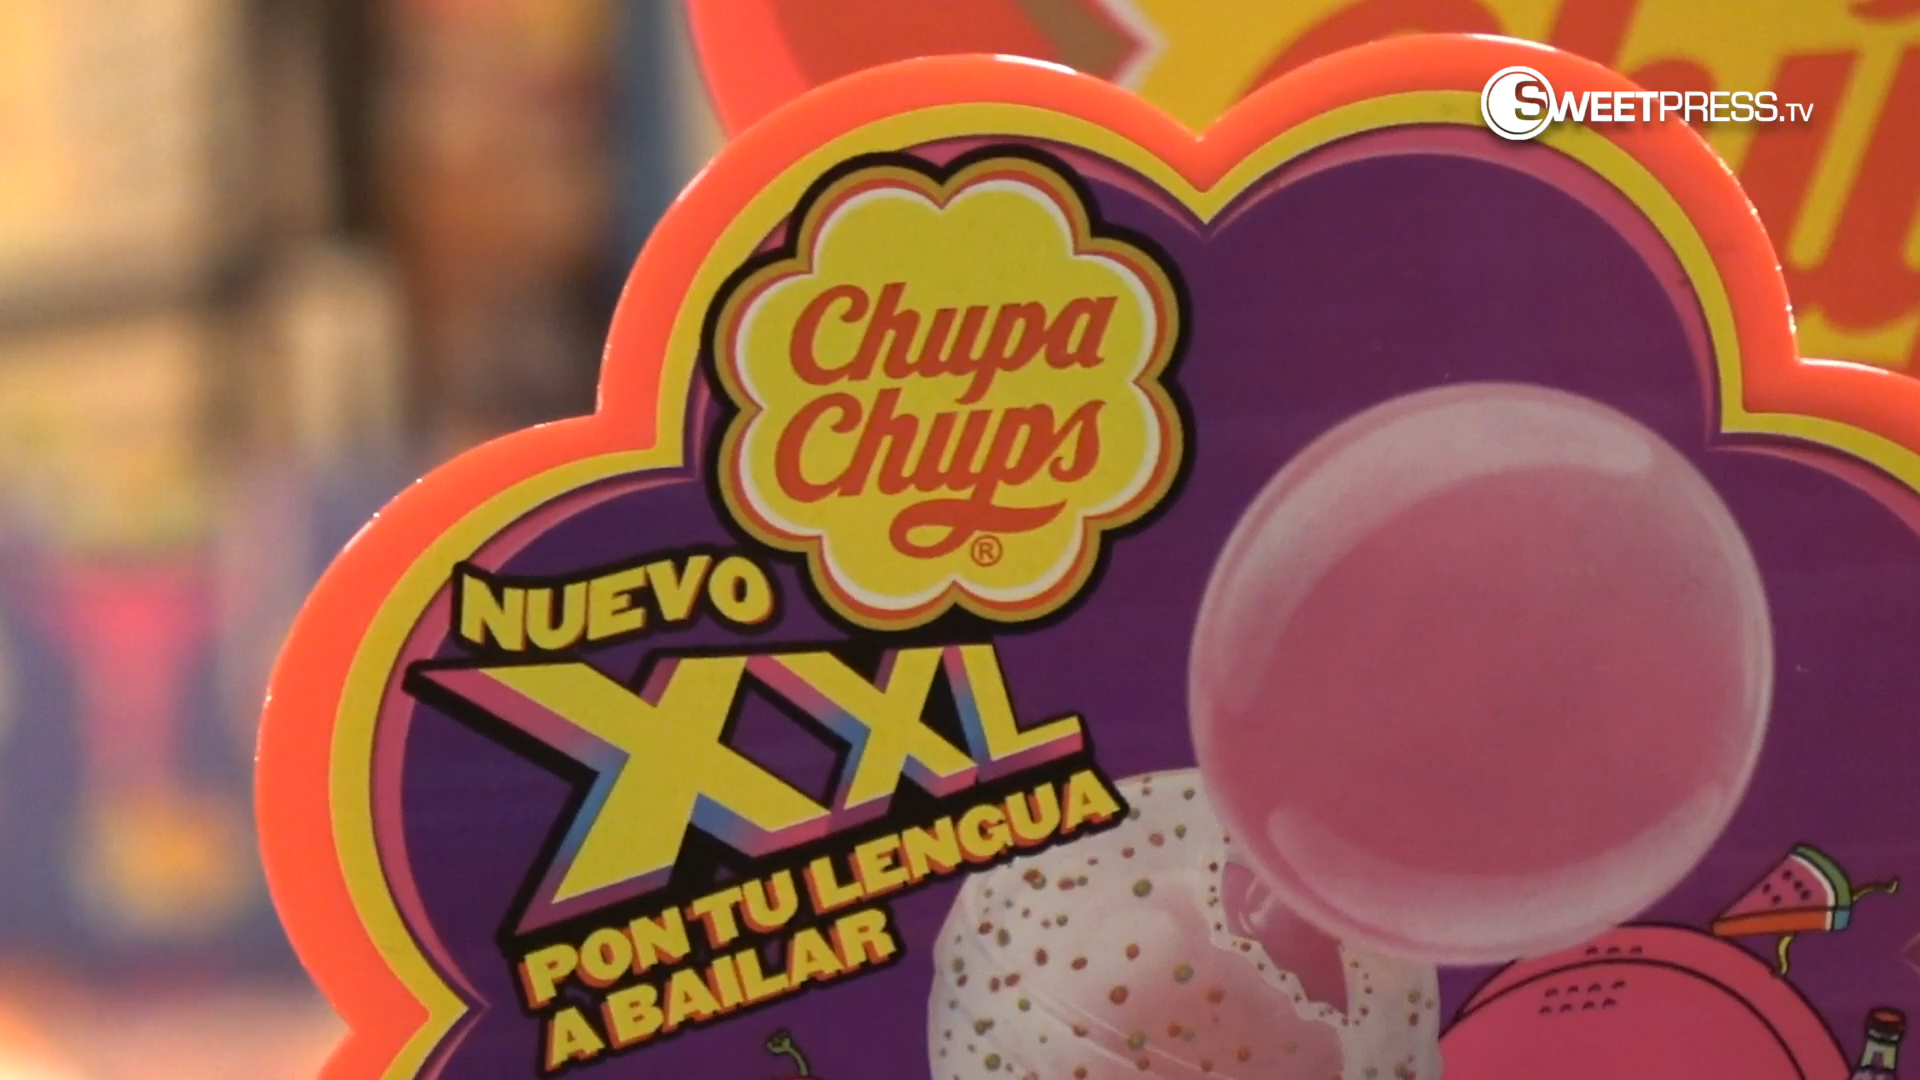 SWEETPRESS.TV
Chupa
Chups
®
NUEVO
XXL
PON TU LENGUA
A BAILAR